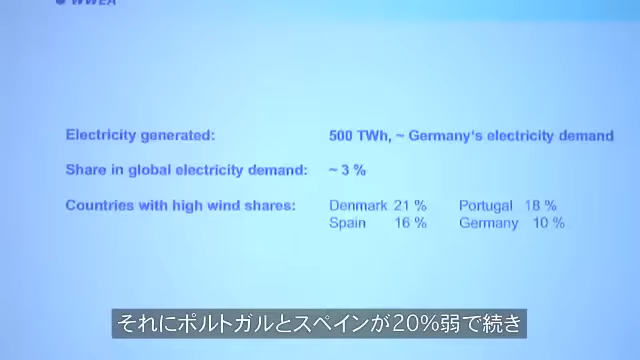 WWEA
Electricity generated: 500 TWh, ~ Germany's electricity demand
Share in global electricity demand: ~ 3 %
Countries with high wind shares: Denmark 21 % Portugal 18 %
Spain 16 % Germany 10 %
それにポルトガルとスペインが20%弱で続き